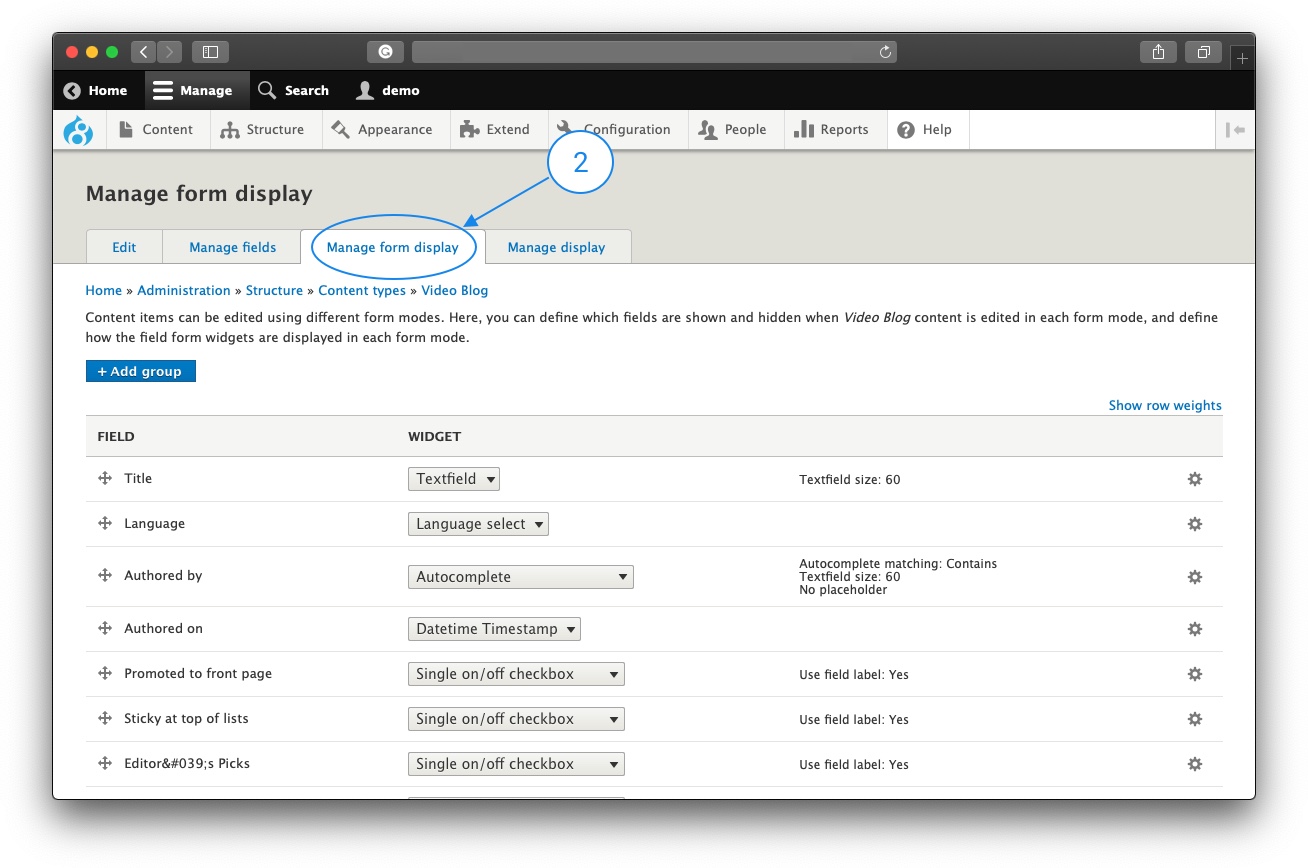 Home Manage Search demo
Content Structure Appearance Extend Configuration People Reports Help
2
Manage form display
Edit Manage fields Manage form display Manage display
Home » Administration » Structure » Content types » Video Blog
Content items can be edited using different form modes. Here, you can define which fields are shown and hidden when Video Blog content is edited in each form mode, and define
how the field form widgets are displayed in each form mode.
+ Add group
Show row weights
FIELD WIDGET
Title Textfield Textfield size: 60
Language Language select
Authored by Autocomplete Autocomplete matching: Contains
Textfield size: 60
No placeholder
Authored on Datetime Timestamp
Promoted to front page Single on/off checkbox Use field label: Yes
Sticky at top of lists Single on/off checkbox Use field label: Yes
Editor&#039;s Picks Single on/off checkbox Use field label: Yes